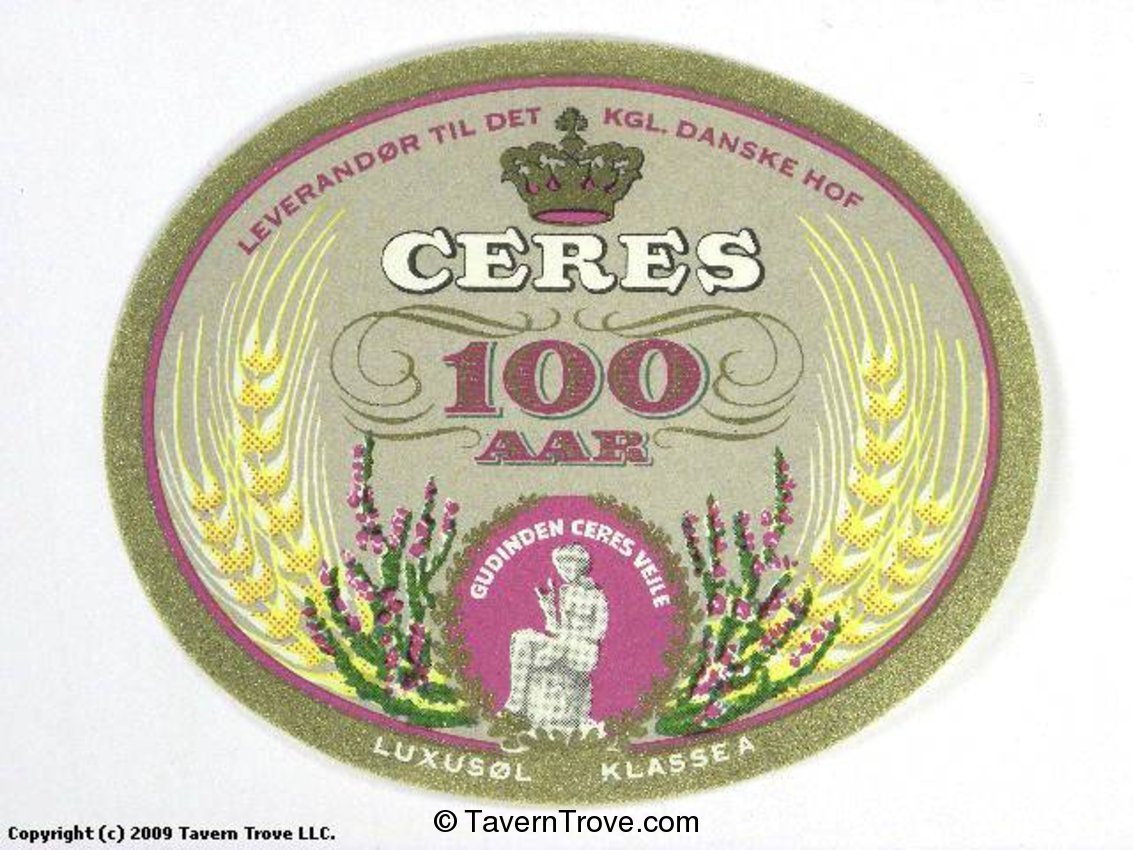 LEVERANDØR TIL DET KGL. DANSKE HOF
CERES
100
AAR
GUDINDEN CERES VEJLE
LUXUSØL KLASSE A
© TavernTrove.com
Copyright (c) 2009 Tavern Trove LLC.